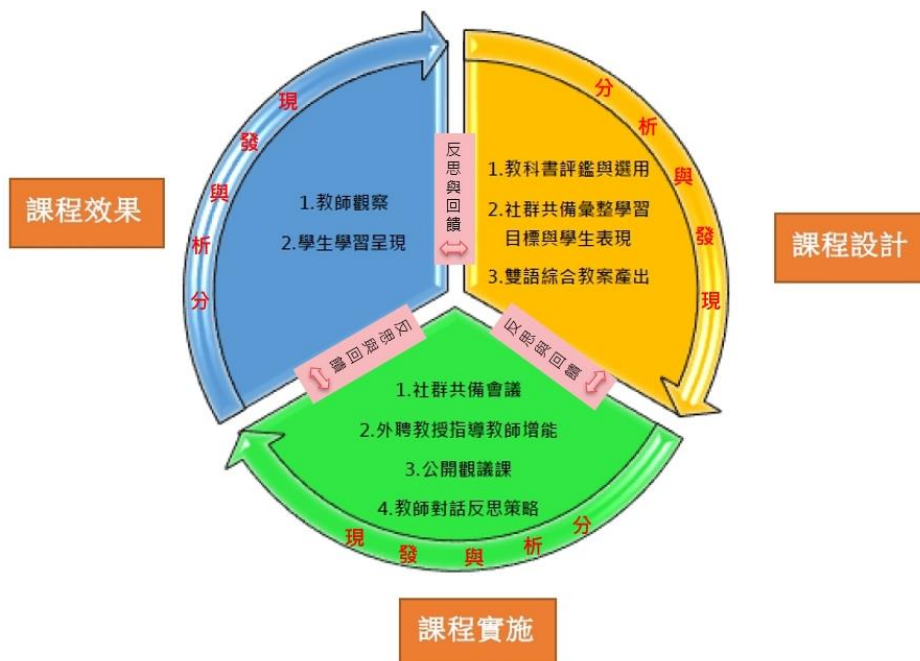 課程設計
分析與發現
1.教科書評鑑與選用
2.社群共備彙整學習
目標與學生表現
3.雙語綜合教案產出
反思與回饋
課程實施
分析與發現
1.社群共備會議
2.外聘教授指導教師增能
3.公開觀議課
4.教師對話反思策略
反思與回饋
課程效果
分析與發現
1.教師觀察
2.學生學習呈現
反思與回饋